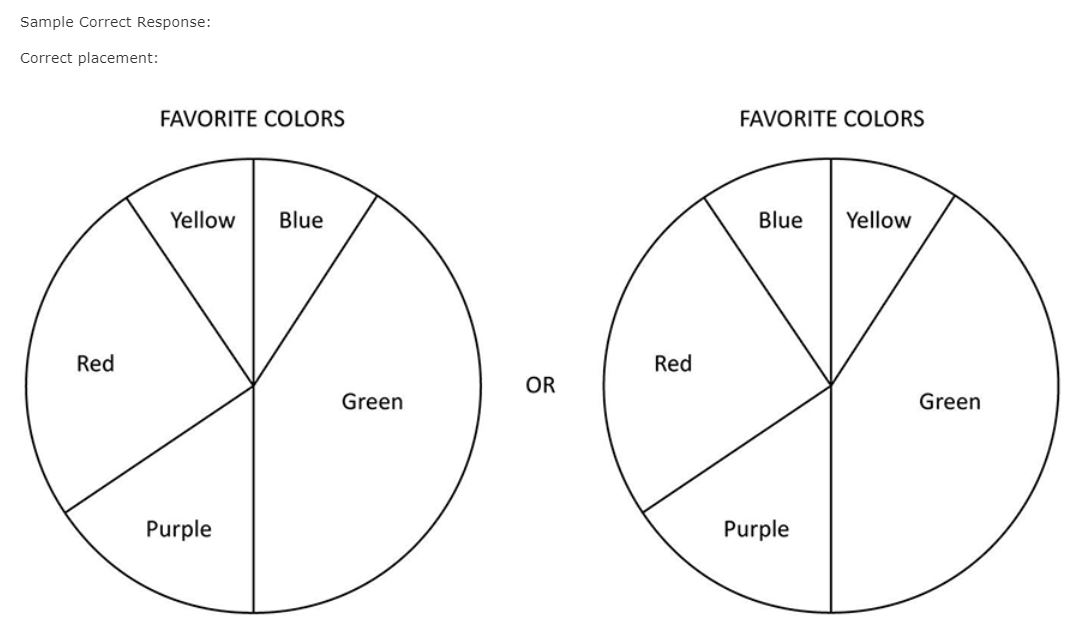 Sample Correct Response:
Correct placement:
FAVORITE COLORS
Yellow
Blue
Red
Green
Purple
OR
FAVORITE COLORS
Blue
Yellow
Red
Green
Purple